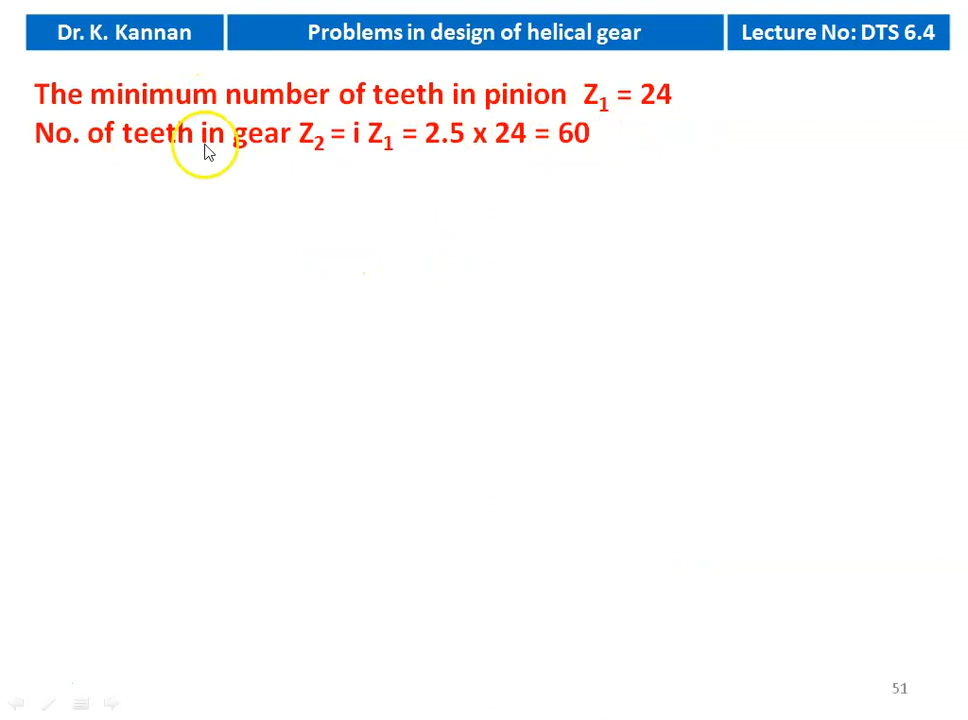 Dr. K. Kannan
Problems in design of helical gear
Lecture No: DTS 6.4
The minimum number of teeth in pinion Z₁ = 24
No. of teeth in gear Z₂ = i Z₁ = 2.5 x 24 = 60
51